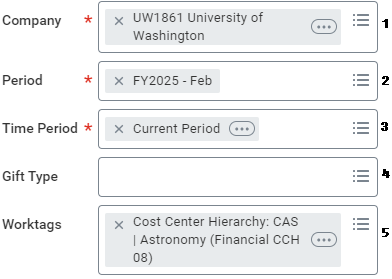 Company * × UW1861 University of
Washington 1
Period * × FY2025 - Feb 2
Time Period * × Current Period 3
Gift Type 4
Worktags × Cost Center Hierarchy: CAS
| Astronomy (Financial CCH
08) 5